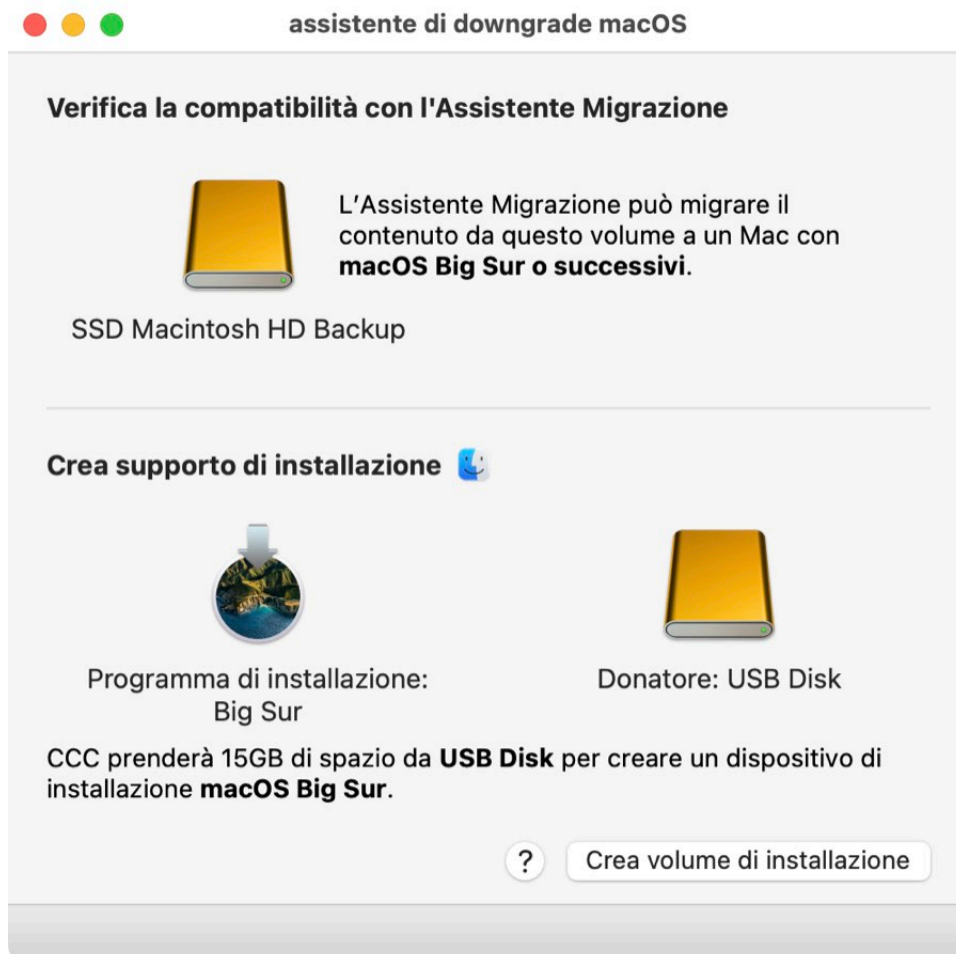 assistente di downgrade macOS
Verifica la compatibilità con l'Assistente Migrazione
L'Assistente Migrazione può migrare il
contenuto da questo volume a un Mac con
macOS Big Sur o successivi.
SSD Macintosh HD Backup
Crea supporto di installazione
Programma di installazione:
Big Sur
Donatore: USB Disk
CCC prenderà 15GB di spazio da USB Disk per creare un dispositivo di
installazione macOS Big Sur.
?
Crea volume di installazione